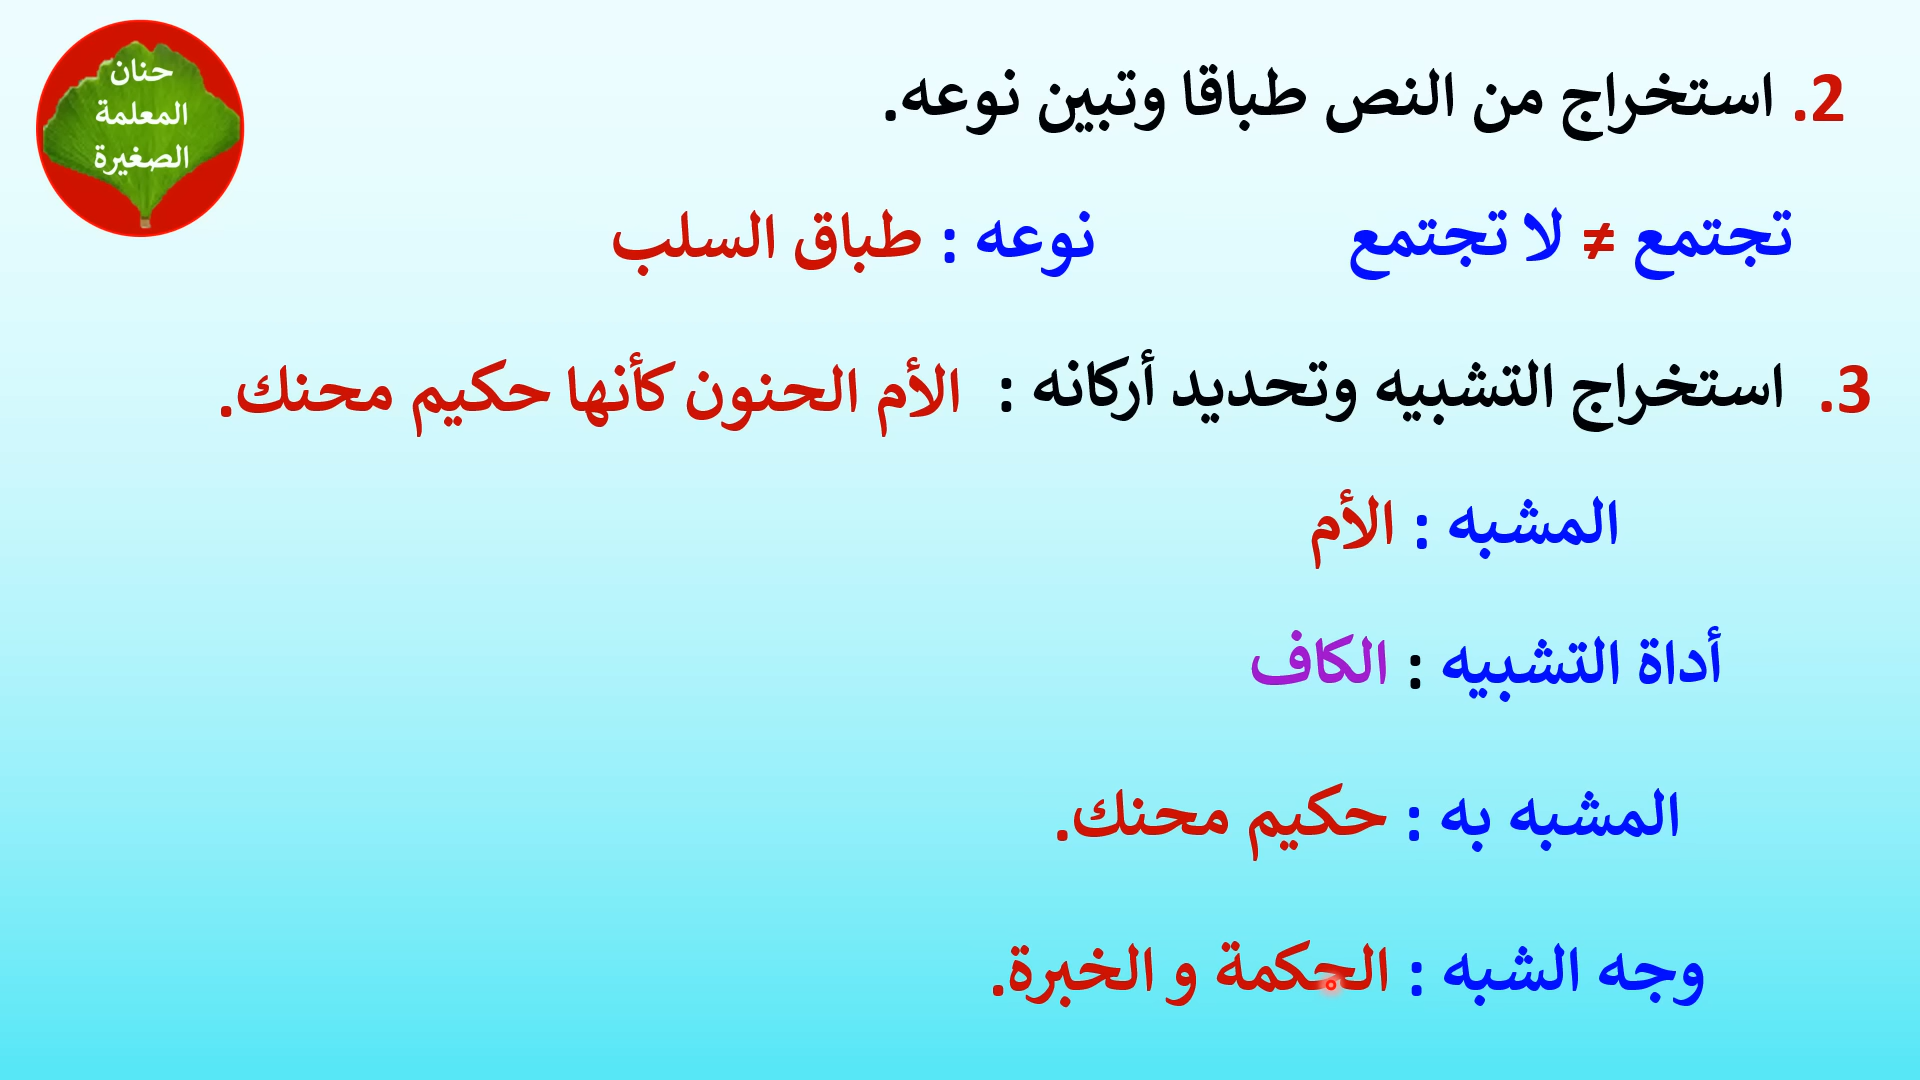 حنان
المعلمة
الصغيرة
2. استخراج من النص طباقا وتبين نوعه.
تجتمع ≠ لا تجتمع نوعه : طباق السلب
3. استخراج التشبيه وتحديد أركانه : الأم الحنون كأنها حكيم محنك.
المشبه : الأم
أداة التشبيه : الكاف
المشبه به : حكيم محنك.
وجه الشبه : الحكمة و الخبرة.